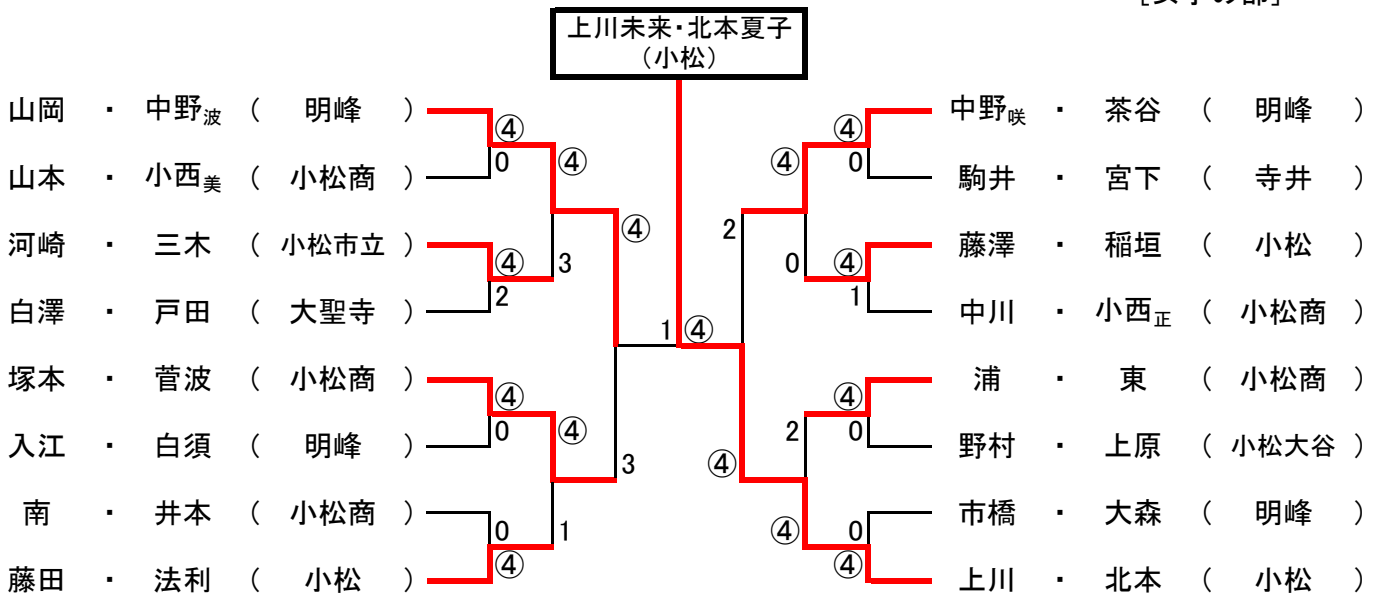 [女子の部]
上川未来・北本夏子
（小松）
山岡 ・ 中野波 （ 明峰 ）
山本 ・ 小西美 （ 小松商 ）
河崎 ・ 三木 （ 小松市立 ）
白澤 ・ 戸田 （ 大聖寺 ）
塚本 ・ 菅波 （ 小松商 ）
入江 ・ 白須 （ 明峰 ）
南 ・ 井本 （ 小松商 ）
藤田 ・ 法利 （ 小松 ）
④
0
④
2
④
0
0
④
④
3
④
1
④
3
1
④
2
④
④
0
2
④
④
0
④
1
④
0
0
④
中野咲 ・ 茶谷 （ 明峰 ）
駒井 ・ 宮下 （ 寺井 ）
藤澤 ・ 稲垣 （ 小松 ）
中川 ・ 小西正 （ 小松商 ）
浦 ・ 東 （ 小松商 ）
野村 ・ 上原 （ 小松大谷 ）
市橋 ・ 大森 （ 明峰 ）
上川 ・ 北本 （ 小松 ）